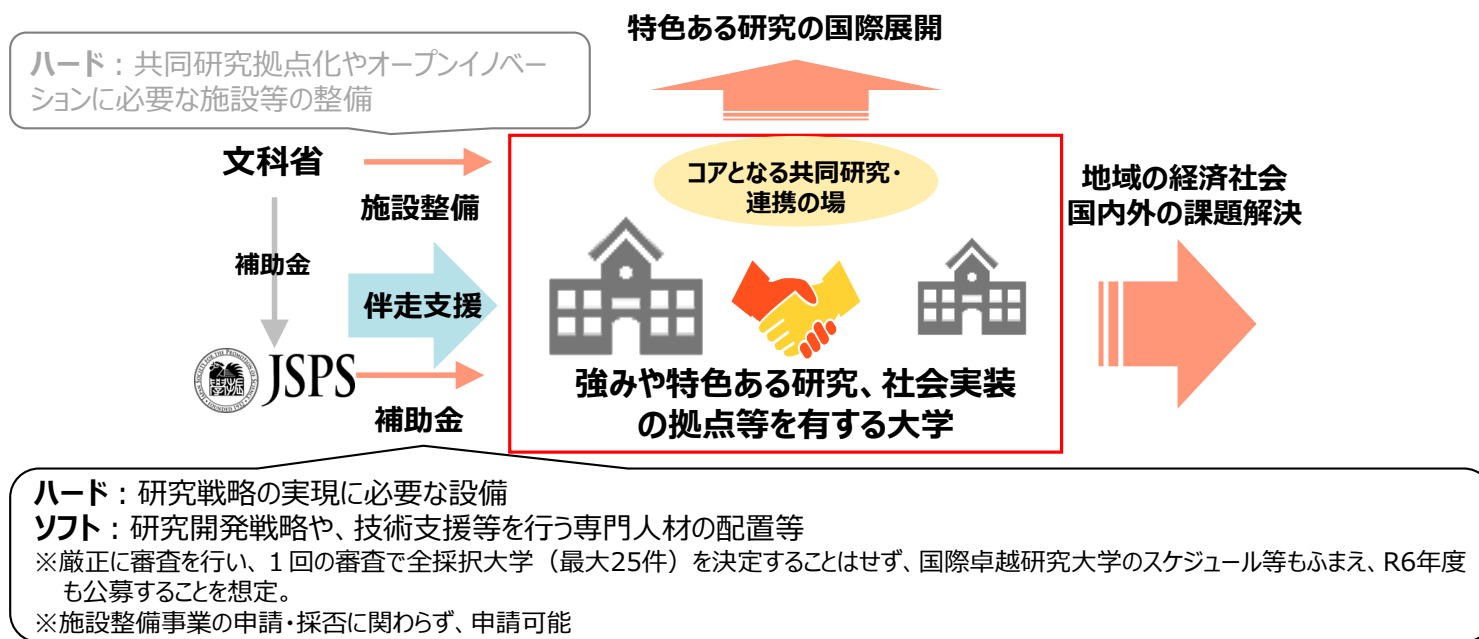 特色ある研究の国際展開
ハード：共同研究拠点化やオープンイノベー
ションに必要な施設等の整備
文科省
施設整備
コアとなる共同研究・
連携の場
地域の経済社会
国内外の課題解決
補助金
伴走支援
JSPS
補助金
強みや特色ある研究、社会実装
の拠点等を有する大学
ハード：研究戦略の実現に必要な設備
ソフト：研究開発戦略や、技術支援等を行う専門人材の配置等
※厳正に審査を行い、１回の審査で全採択大学（最大25件）を決定することはせず、国際卓越研究大学のスケジュール等もふまえ、R6年度
も公募することを想定。
※施設整備事業の申請・採否に関わらず、申請可能